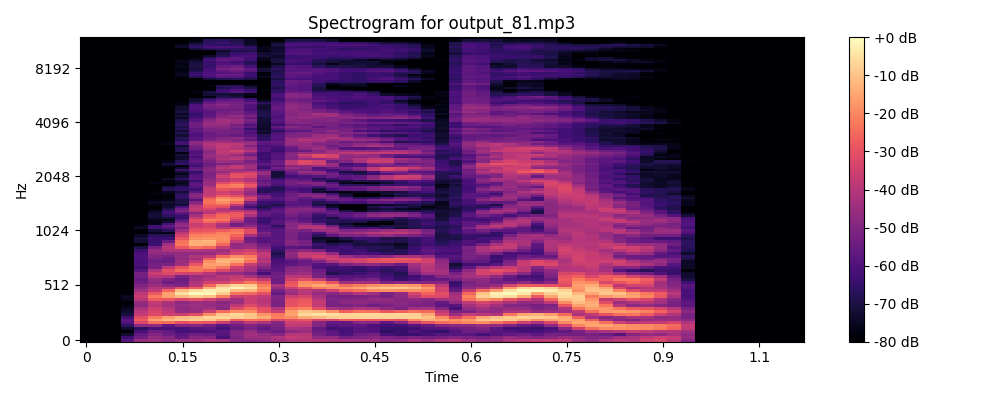 Spectrogram for output_81.mp3
Hz
8192
4096
2048
1024
512
0
0
0.15
0.3
0.45
0.6
0.75
0.9
1.1
Time
+0 dB
-10 dB
-20 dB
-30 dB
-40 dB
-50 dB
-60 dB
-70 dB
-80 dB